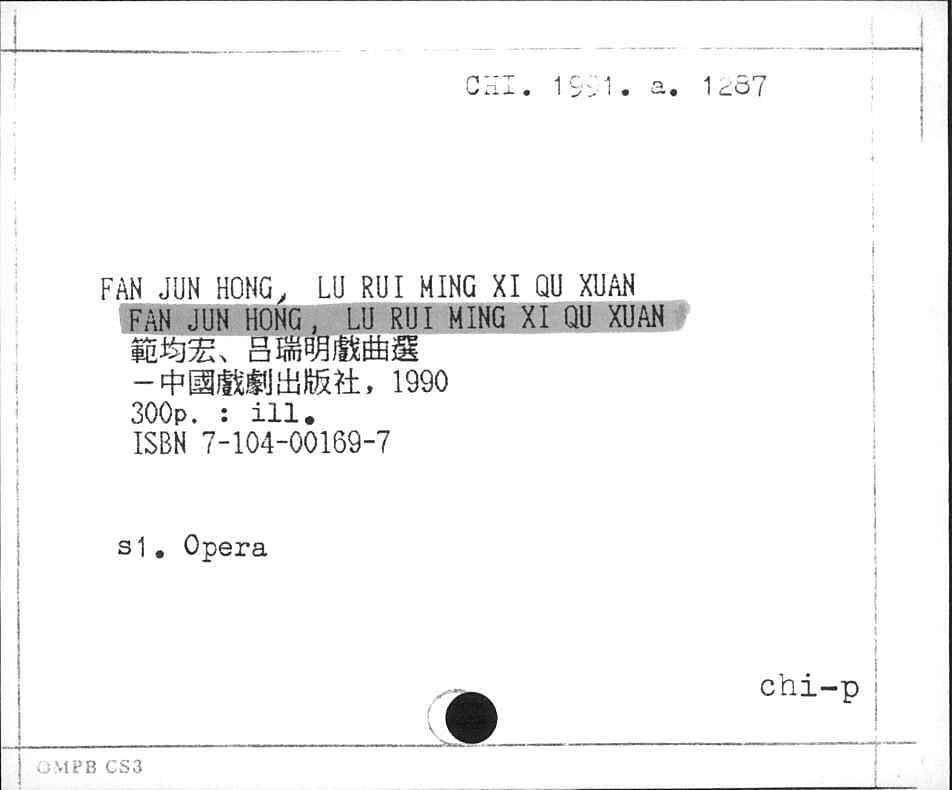 CHI. 1991. a. 1287
FAN JUN HONG, LU RUI MING XI QU XUAN
FAN JUN HONG, LU RUI MING XI QU XUAN
範均宏、吕瑞明戲曲選
—中國戲劇出版社, 1990
300p. : ill.
ISBN 7-104-00169-7
s1. Opera
chi-p
OMPB CS3